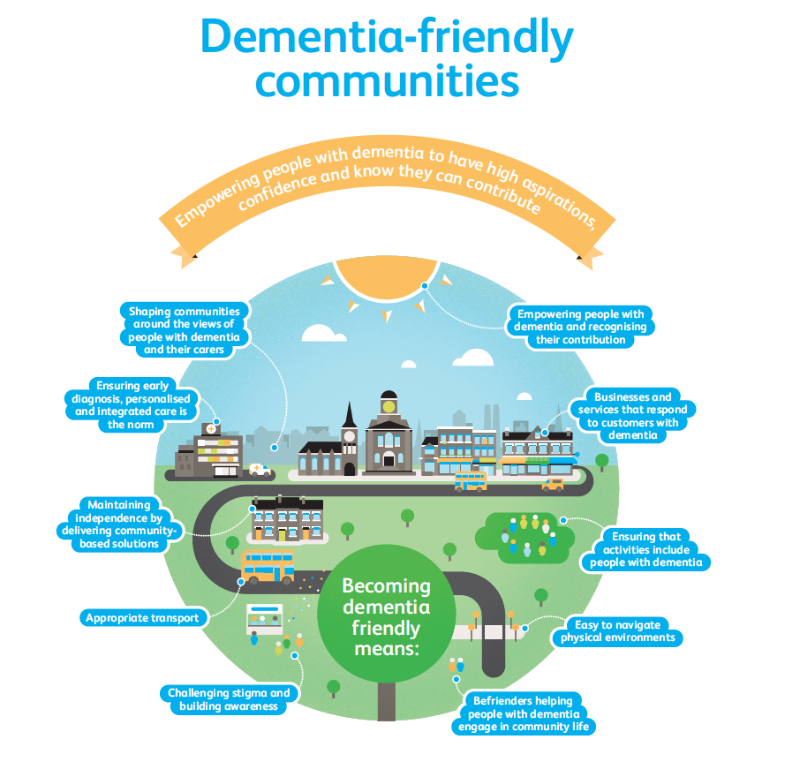 Dementia-friendly
communities
Empowering people with dementia to have high aspirations,
confidence and know they can contribute
Shaping communities
around the views of
people with dementia
and their carers
Empowering people with
dementia and recognising
their contribution
Ensuring early
diagnosis, personalised
and integrated care is
the norm
Businesses and
services that respond
to customers with
dementia
Maintaining
independence by
delivering community-
based solutions
Ensuring that
activities include
people with dementia
Becoming
dementia
friendly
means:
Appropriate transport
Easy to navigate
physical environments
Challenging stigma and
building awareness
Befrienders helping
people with dementia
engage in community life